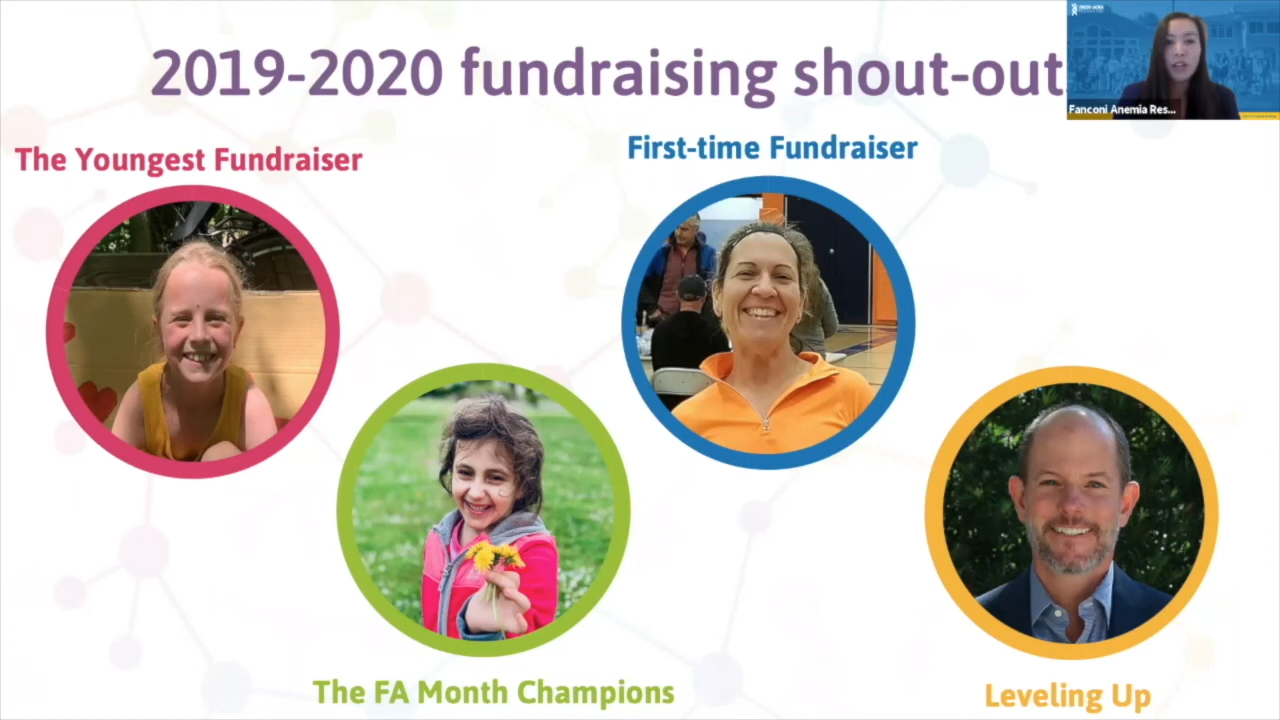 2019-2020 fundraising shout-out
Fanconi Anemia Res...
The Youngest Fundraiser
First-time Fundraiser
The FA Month Champions
Leveling Up